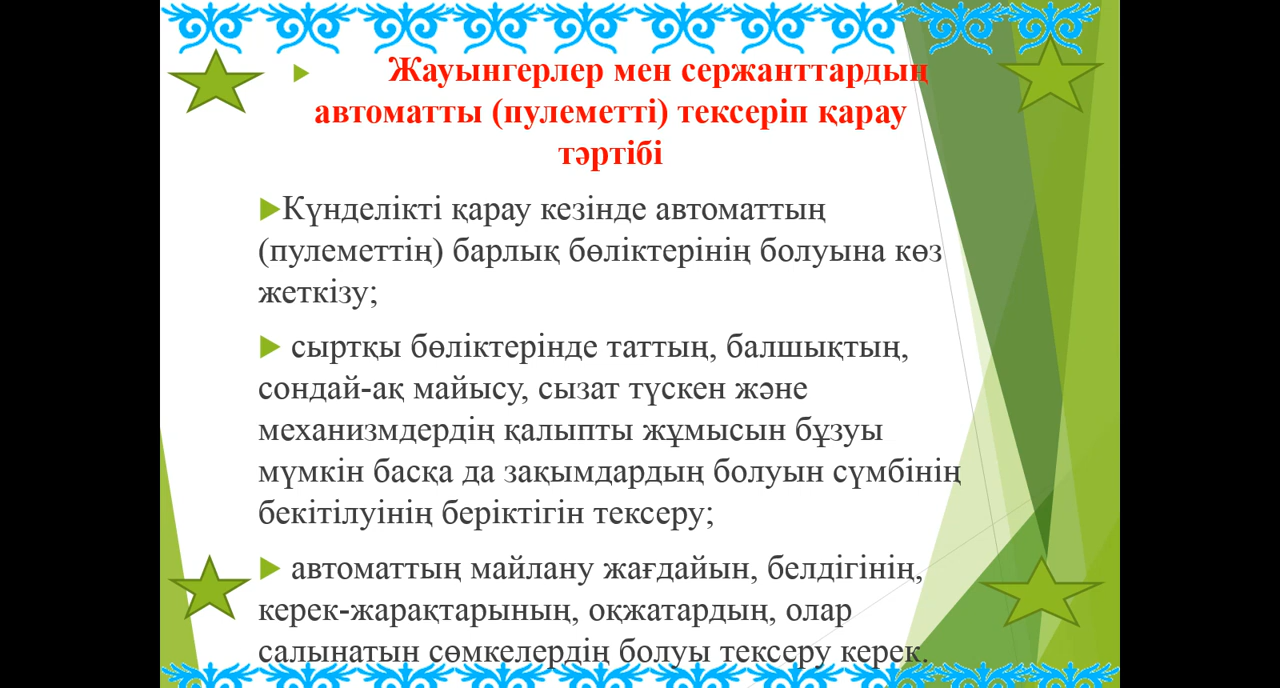 Жауынгерлер мен сержанттардың
автоматты (пулеметті) тексеріп қарау
тәртібі
Күнделікті қарау кезінде автоматтың
(пулеметтің) барлық бөліктерінің болуына көз
жеткізу;
сыртқы бөліктерінде таттың, балшықтың,
сондай-ақ майысу, сызат түскен және
механизмдердің қалыпты жұмысын бұзуы
мүмкін басқа да зақымдардың болуын сүмбінің
бекітілуінің беріктігін тексеру;
автоматтың майлану жағдайын, белдігінің,
керек-жарақтарының, оқжатардың, олар
салынатын сөмкелердің болуы тексеру керек.